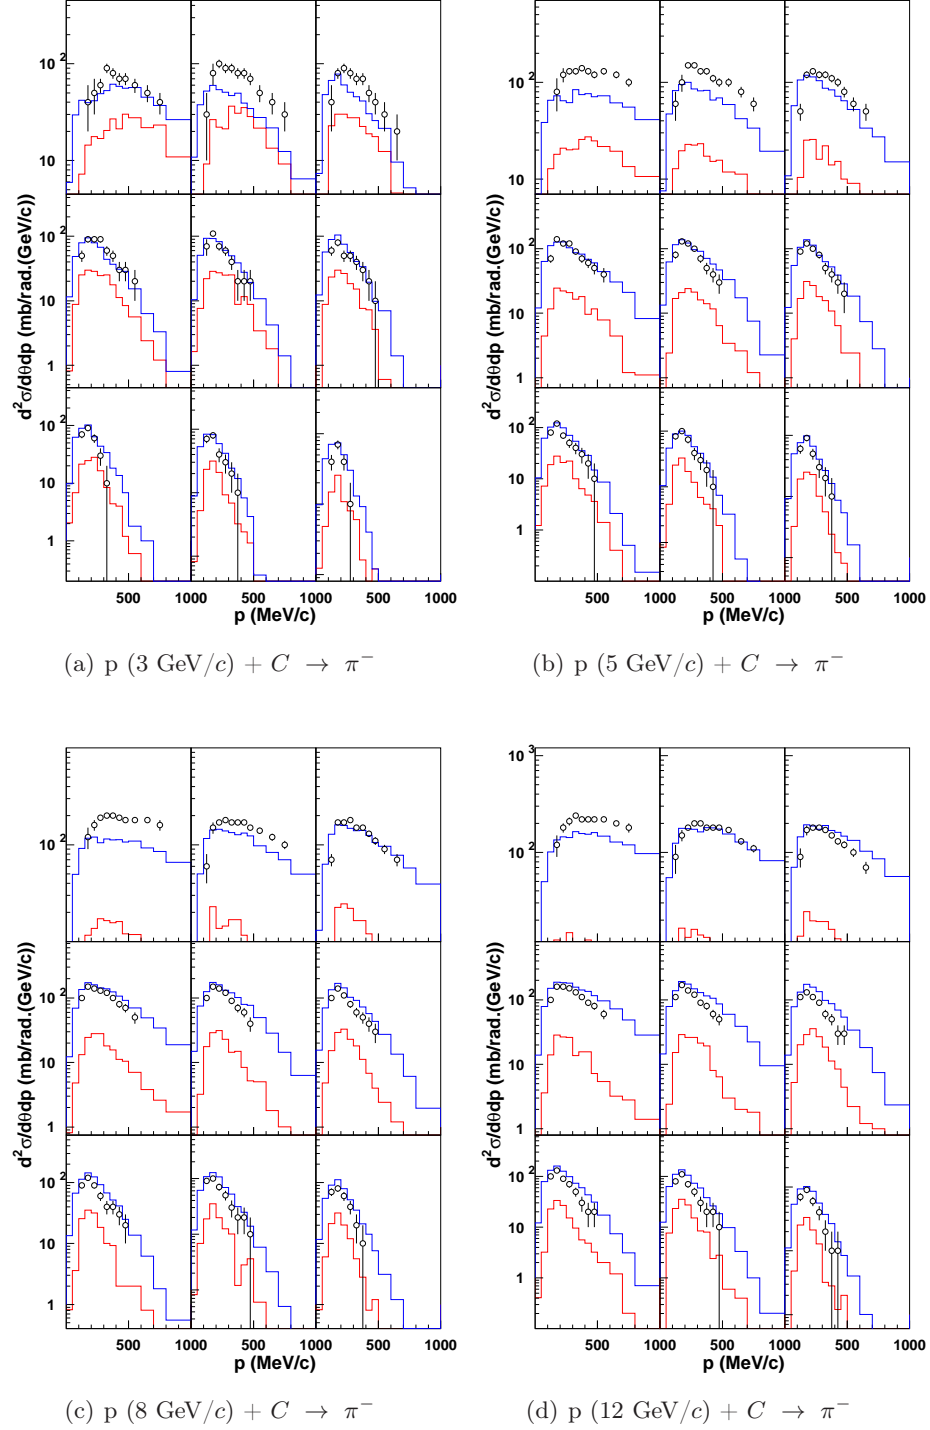 10²
10
10²
10
1
10²
10
1
d²σ/dθdp (mb/rad.(GeV/c))
500 1000 500 1000 500 1000
p (MeV/c)
(a) p (3 GeV/c) + C → π⁻
10²
10
10²
10
1
10²
10
1
d²σ/dθdp (mb/rad.(GeV/c))
500 1000 500 1000 500 1000
p (MeV/c)
(b) p (5 GeV/c) + C → π⁻
10²
10²
10
1
10²
10
1
d²σ/dθdp (mb/rad.(GeV/c))
500 1000 500 1000 500 1000
p (MeV/c)
(c) p (8 GeV/c) + C → π⁻
10³
10²
10²
10
1
10²
10
1
d²σ/dθdp (mb/rad.(GeV/c))
500 1000 500 1000 500 1000
p (MeV/c)
(d) p (12 GeV/c) + C → π⁻